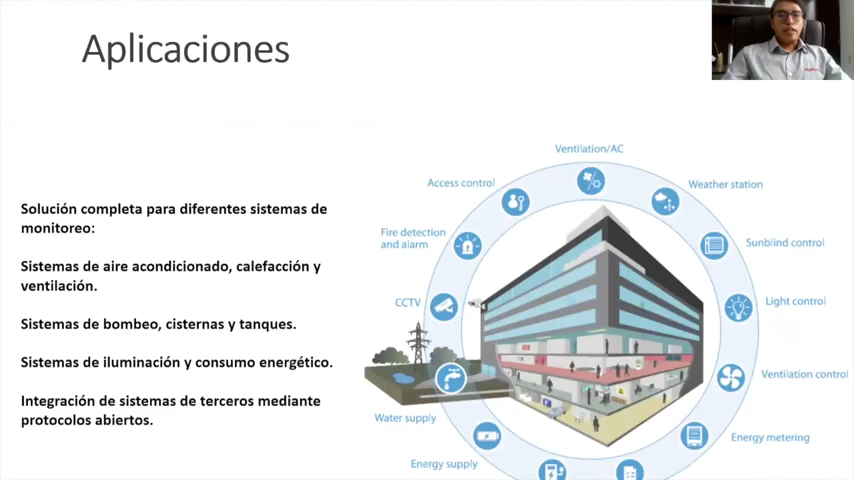 Aplicaciones
Solución completa para diferentes sistemas de
monitoreo:
Sistemas de aire acondicionado, calefacción y
ventilación.
Sistemas de bombeo, cisternas y tanques.
Sistemas de iluminación y consumo energético.
Integración de sistemas de terceros mediante
protocolos abiertos.
Ventilation/AC
Access control
Weather station
Fire detection
and alarm
Sunblind control
CCTV
Light control
Ventilation control
Water supply
Energy metering
Energy supply